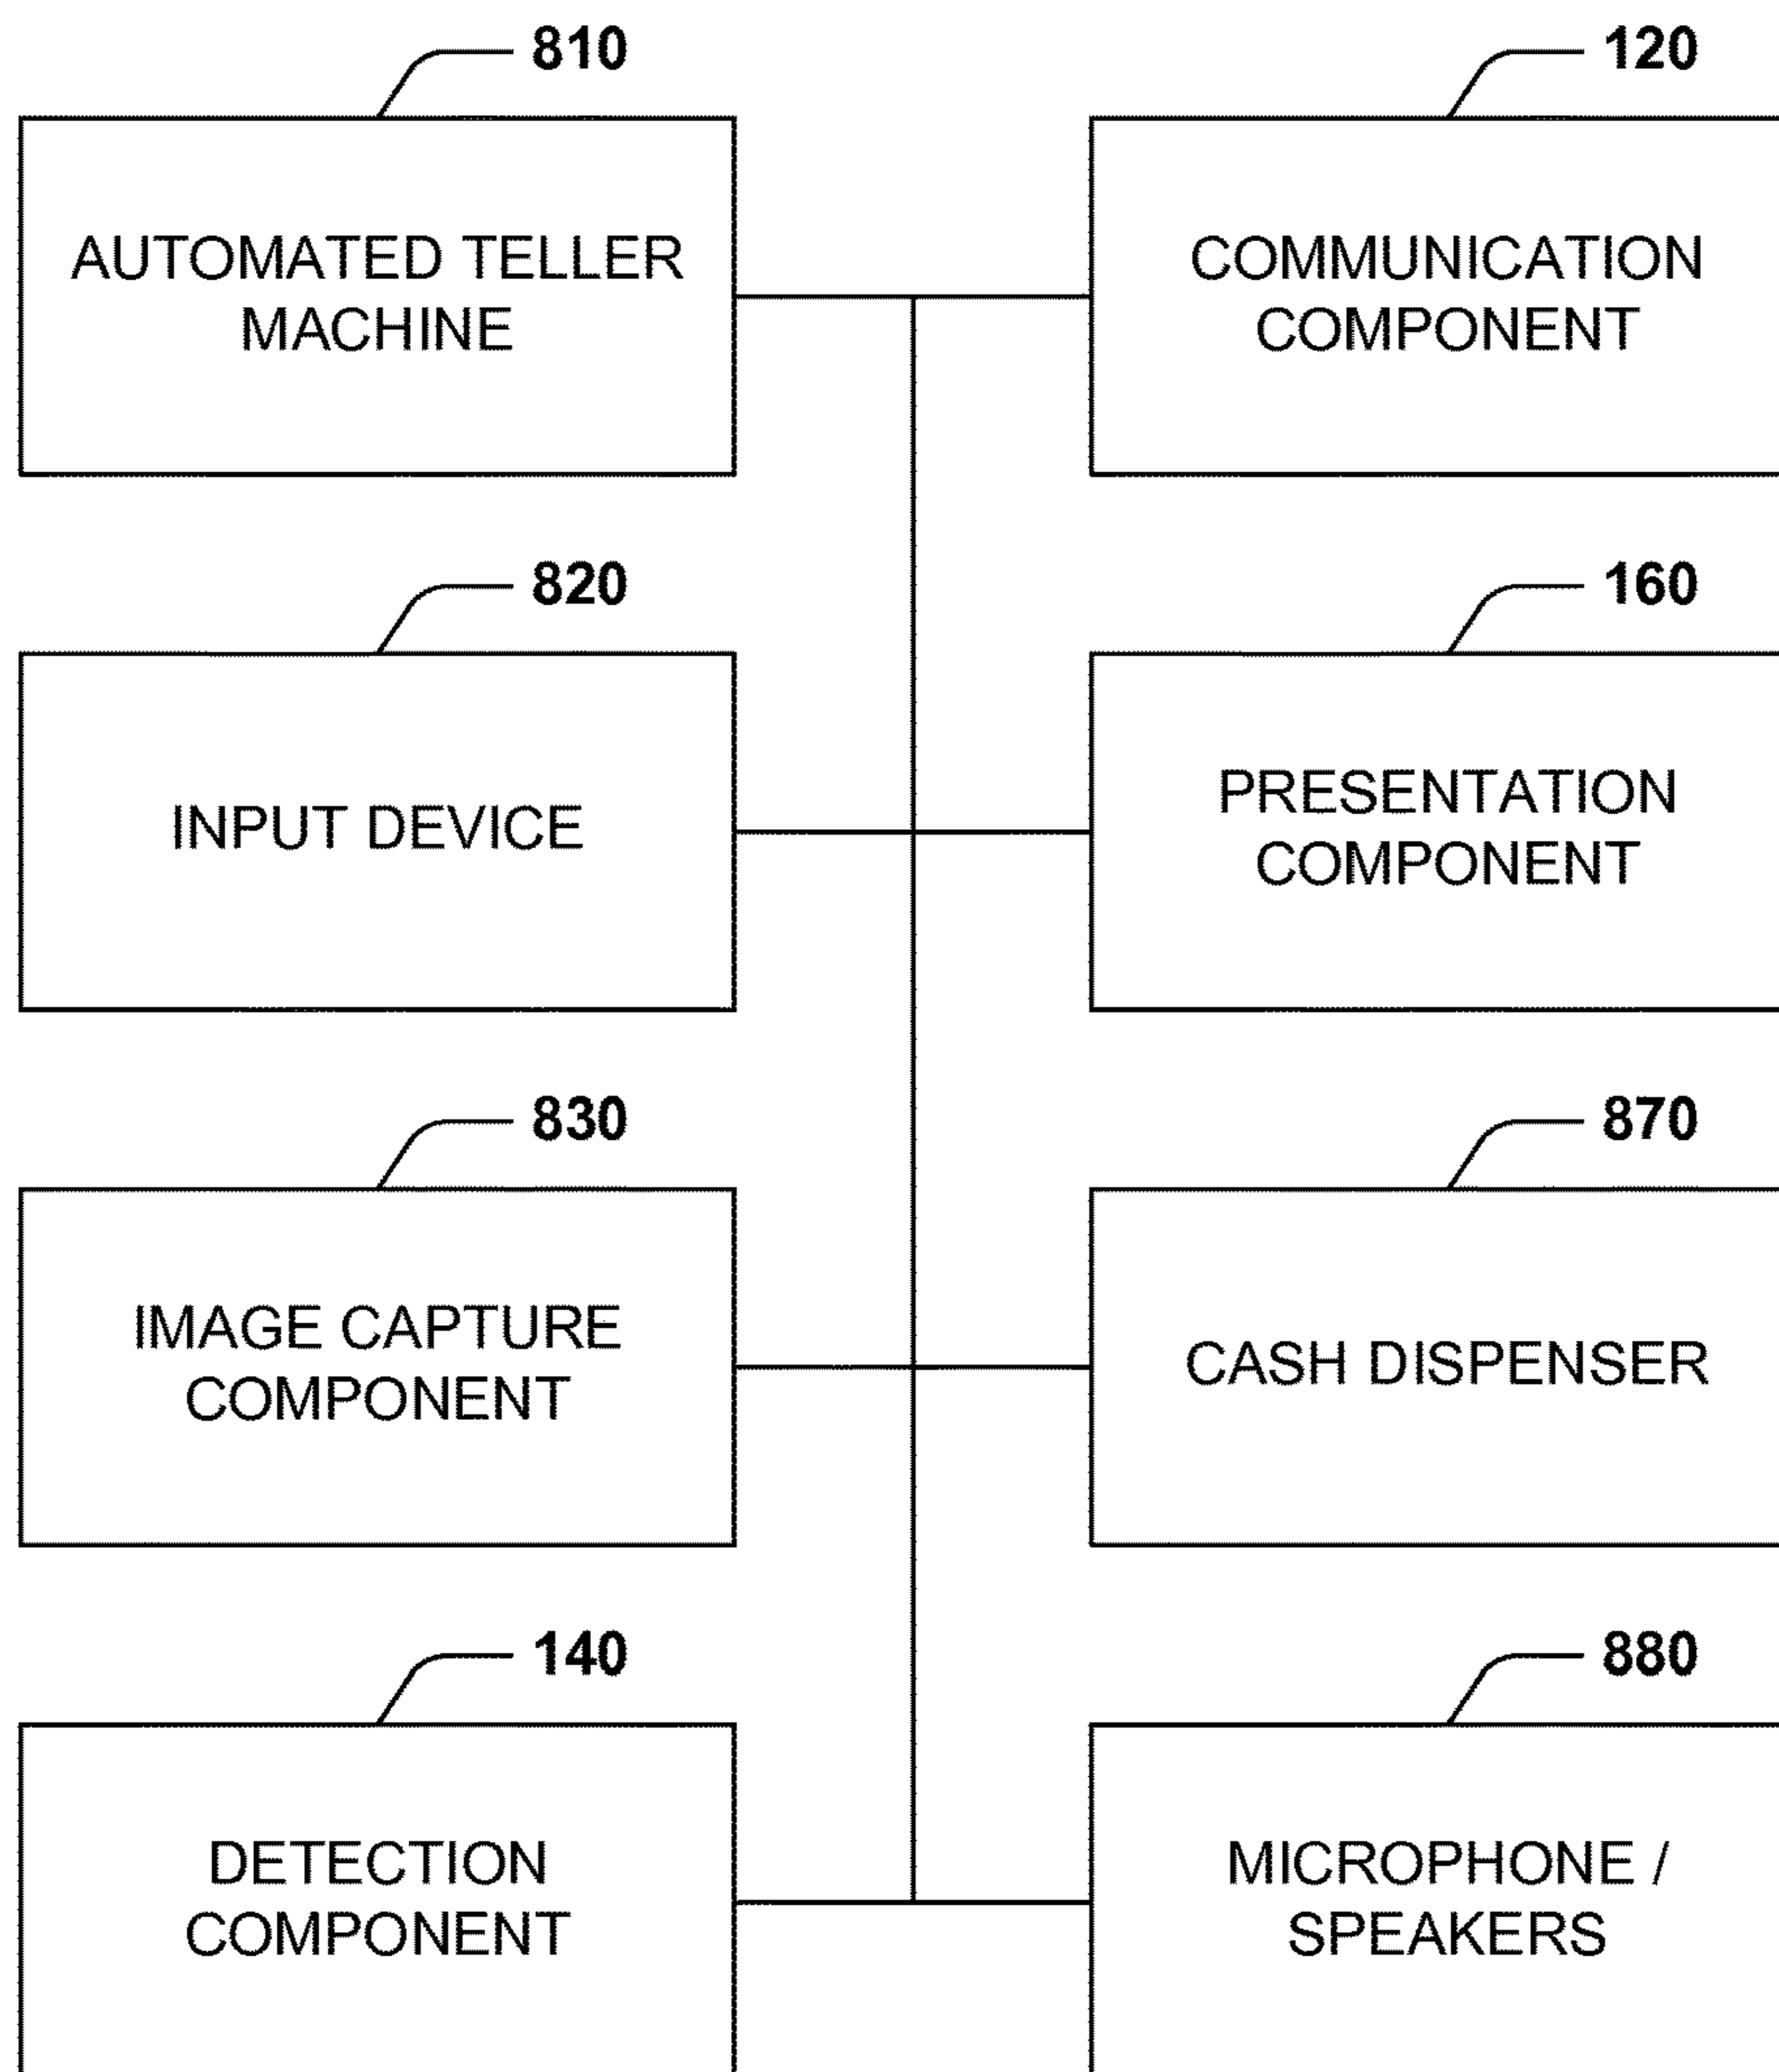 810
120
AUTOMATED TELLER
MACHINE
COMMUNICATION
COMPONENT
820
160
INPUT DEVICE
PRESENTATION
COMPONENT
830
870
IMAGE CAPTURE
COMPONENT
CASH DISPENSER
140
880
DETECTION
COMPONENT
MICROPHONE /
SPEAKERS